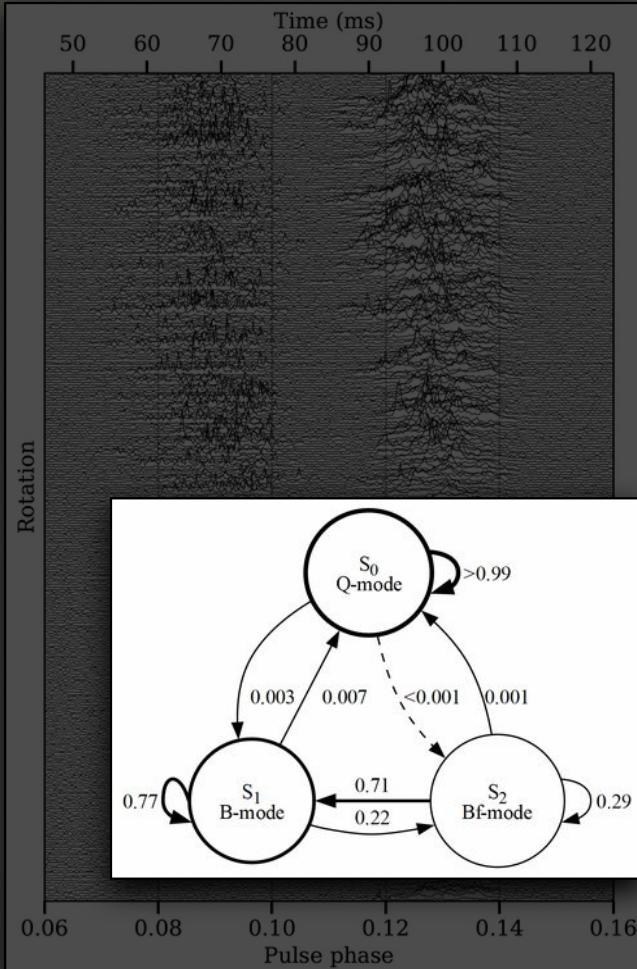 Time (ms)
50 60 70 80 90 100 110 120
Rotation
S0
Q-mode
>0.99
0.003
0.007
<0.001
0.001
S1
B-mode
0.77
0.71
0.22
S2
Bf-mode
0.29
0.06 0.08 0.10 0.12 0.14 0.16
Pulse phase